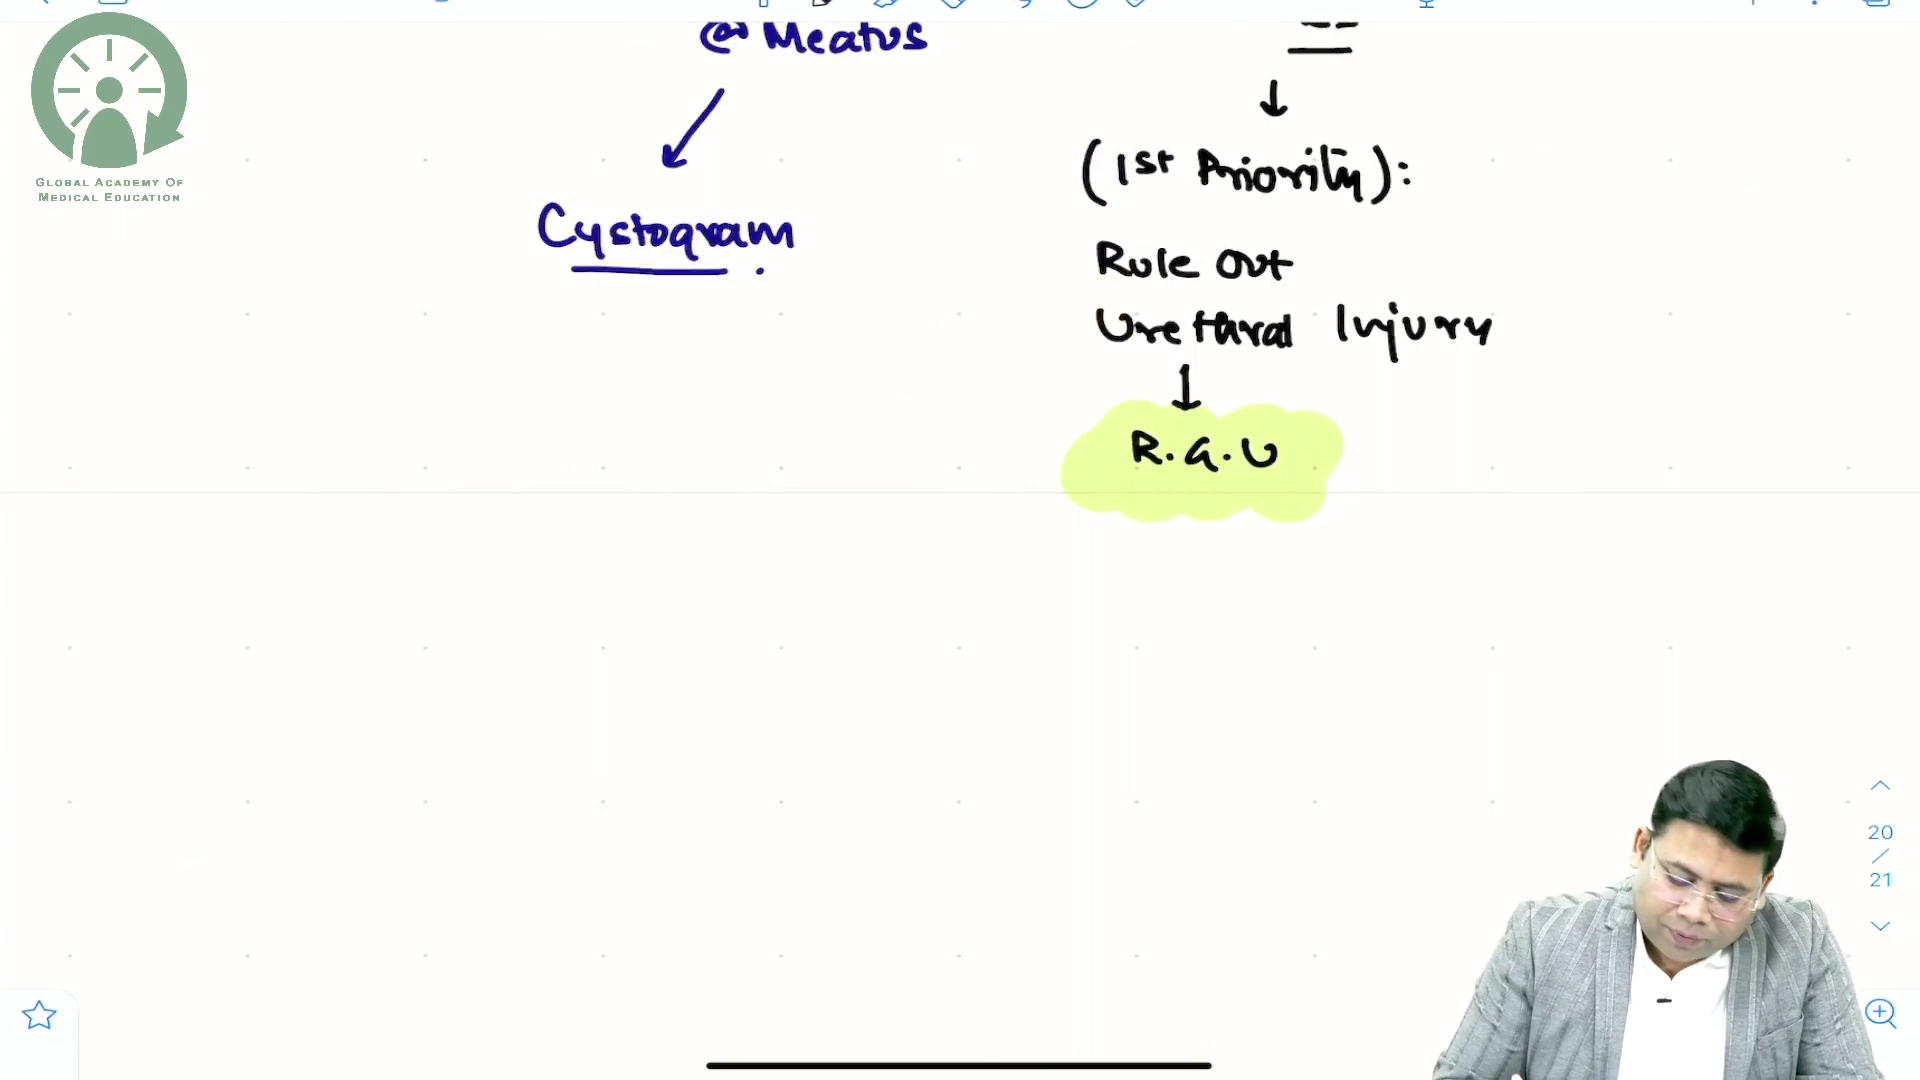 @ Meatus
GLOBAL ACADEMY OF
MEDICAL EDUCATION
Cystogram
(1st Priority):
Rule Out
Urethral Injury
R.G.U
20
/
21